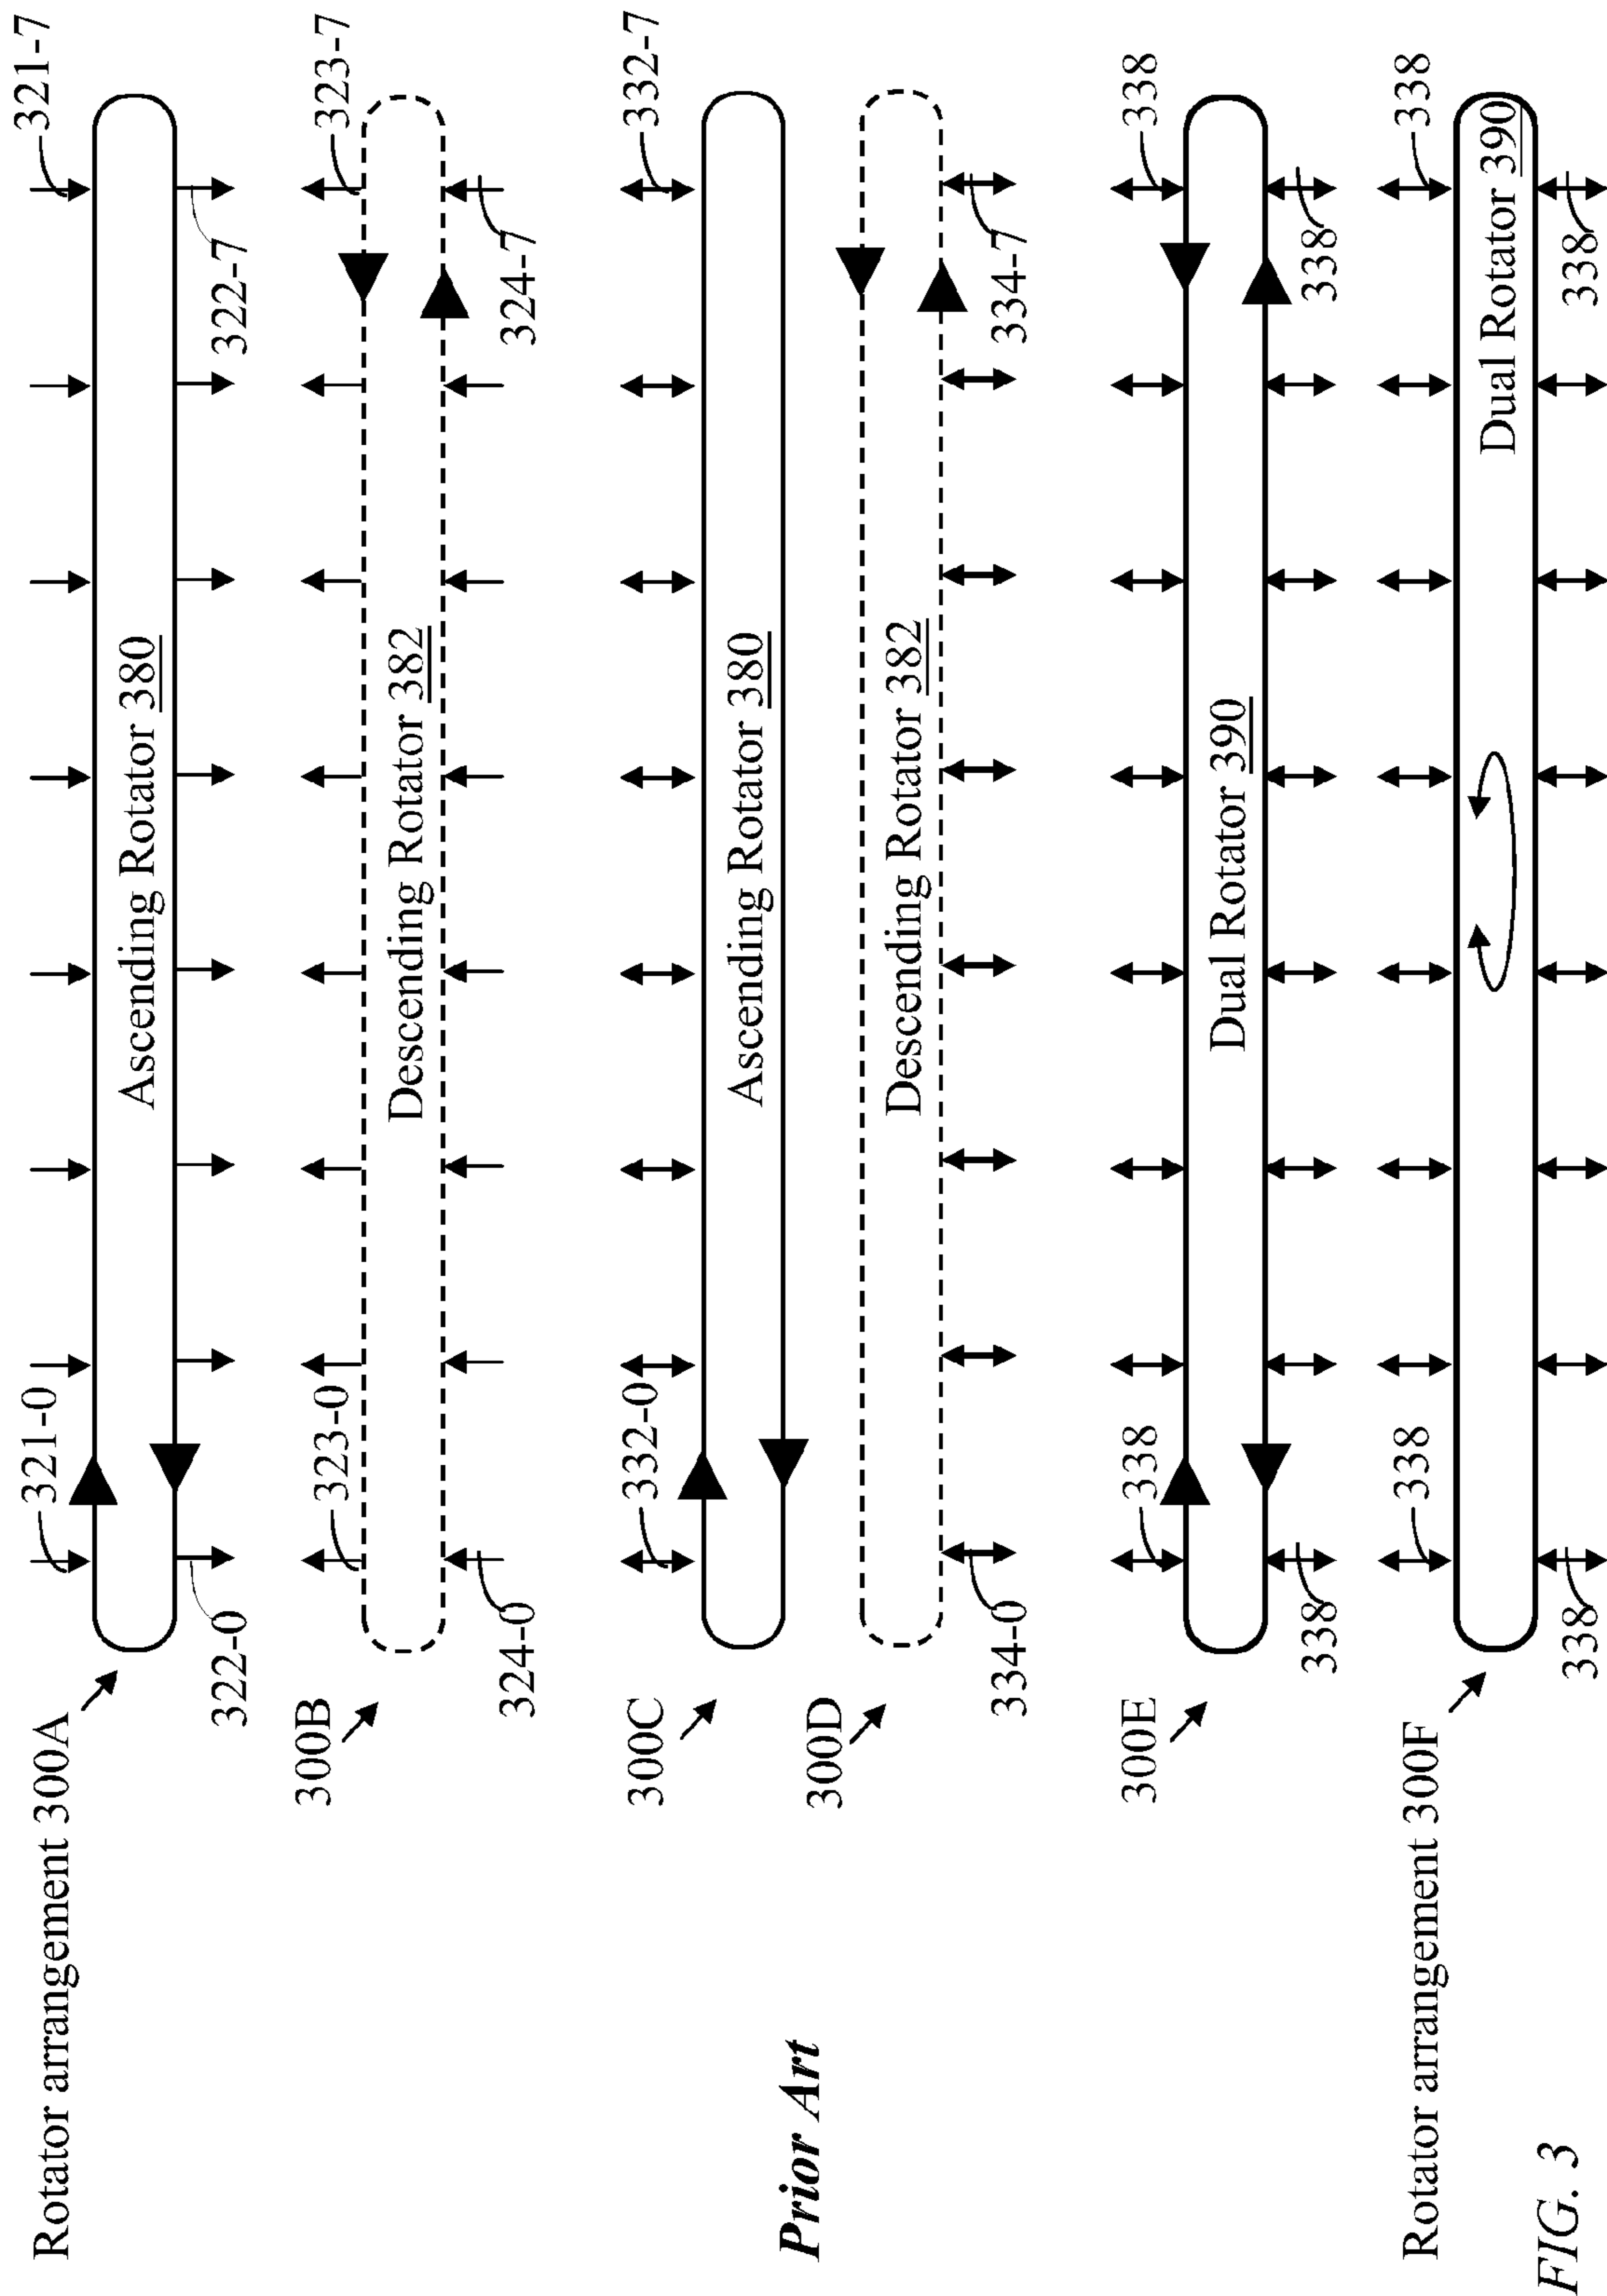 Rotator arrangement 300A
321-0
321-7
Ascending Rotator 380
322-0
322-7
300B
323-0
323-7
Descending Rotator 382
324-0
324-7
300C
332-0
332-7
Ascending Rotator 380
300D
Descending Rotator 382
334-0
334-7
Prior Art
300E
338
338
Dual Rotator 390
338
338
Rotator arrangement 300F
338
338
Dual Rotator 390
338
338
FIG. 3